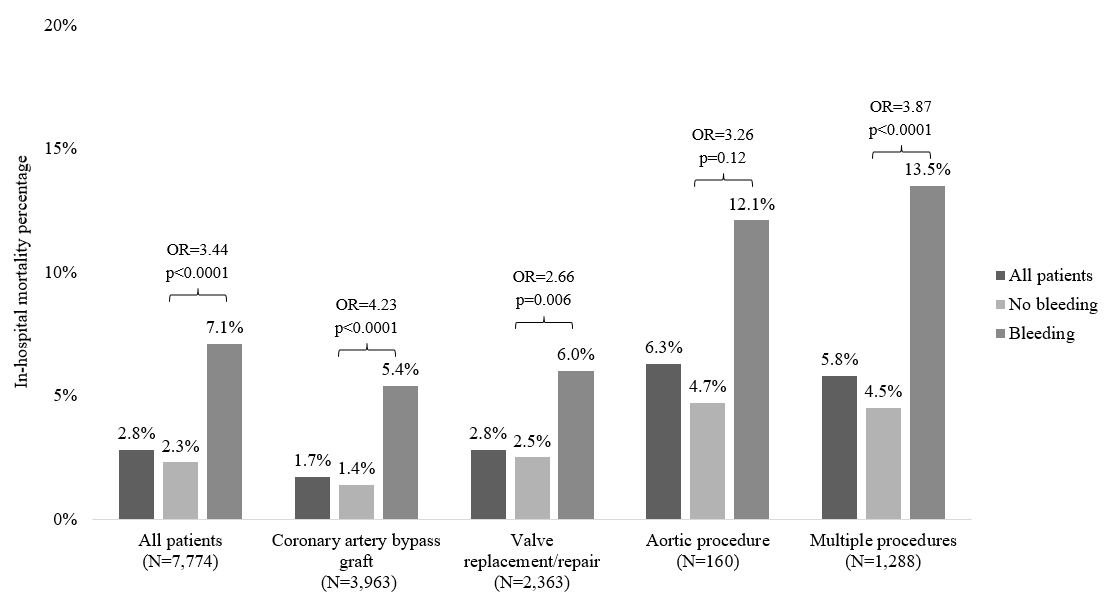 20%
15%
10%
5%
0%
In-hospital mortality percentage
OR=3.44
p<0.0001
2.8%
2.3%
7.1%
OR=4.23
p<0.0001
1.7%
1.4%
5.4%
OR=2.66
p=0.006
2.8%
2.5%
6.0%
OR=3.26
p=0.12
6.3%
4.7%
12.1%
OR=3.87
p<0.0001
5.8%
4.5%
13.5%
All patients
(N=7,774)
Coronary artery bypass
graft
(N=3,963)
Valve
replacement/repair
(N=2,363)
Aortic procedure
(N=160)
Multiple procedures
(N=1,288)
All patients
No bleeding
Bleeding